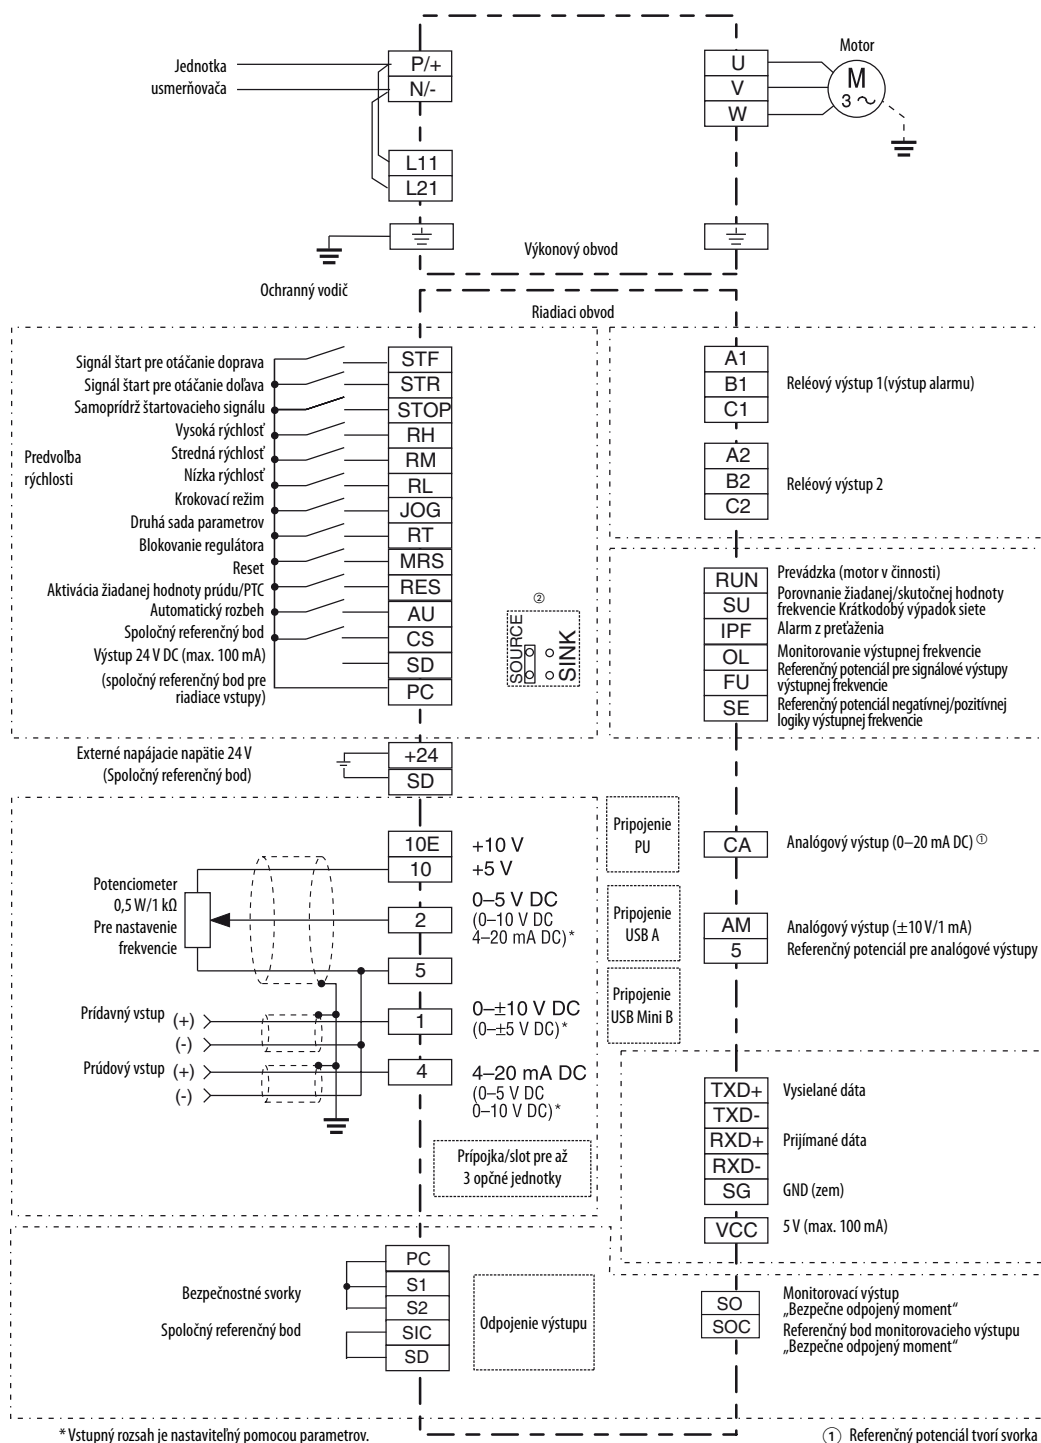 Jednotka
usmerňovača
P/+
N/-
L11
L21
U
V
W
Motor
M
3 ~
Výkonový obvod
Ochranný vodič
Riadiaci obvod
Predvoľba
rýchlosti
Signál štart pre otáčanie doprava
Signál štart pre otáčanie doľava
Samoprídrž štartovacieho signálu
Vysoká rýchlosť
Stredná rýchlosť
Nízka rýchlosť
Krokovací režim
Druhá sada parametrov
Blokovanie regulátora
Reset
Aktivácia žiadanej hodnoty prúdu/PTC
Automatický rozbeh
Spoločný referenčný bod
Výstup 24 V DC (max. 100 mA)
(spoločný referenčný bod pre
riadiace vstupy)
STF
STR
STOP
RH
RM
RL
JOG
RT
MRS
RES
AU
CS
SD
PC
②
SOURCE
SINK
A1
B1
C1
Reléový výstup 1(výstup alarmu)
A2
B2
C2
Reléový výstup 2
RUN
SU
IPF
OL
FU
SE
Prevádzka (motor v činnosti)
Porovnanie žiadanej/skutočnej hodnoty
frekvencie Krátkodobý výpadok siete
Alarm z preťaženia
Monitorovanie výstupnej frekvencie
Referenčný potenciál pre signálové výstupy
výstupnej frekvencie
Referenčný potenciál negatívnej/pozitívnej
logiky výstupnej frekvencie
Externé napájacie napätie 24 V
(Spoločný referenčný bod)
+24
SD
Potenciometer
0,5 W/1 kΩ
Pre nastavenie
frekvencie
10E
10
2
5
1
4
+10 V
+5 V
0–5 V DC
(0–10 V DC
4–20 mA DC)*
0–±10 V DC
(0–±5 V DC)*
4–20 mA DC
(0–5 V DC
0–10 V DC)*
Prídavný vstup (+)
(-)
Prúdový vstup (+)
(-)
Prípojka/slot pre až
3 opčné jednotky
Pripojenie
PU
Pripojenie
USB A
Pripojenie
USB Mini B
CA
Analógový výstup (0–20 mA DC) ①
AM
5
Analógový výstup (±10 V/1 mA)
Referenčný potenciál pre analógové výstupy
TXD+
TXD-
RXD+
RXD-
SG
VCC
Vysielané dáta
Prijímané dáta
GND (zem)
5 V (max. 100 mA)
Bezpečnostné svorky
Spoločný referenčný bod
PC
S1
S2
SIC
SD
Odpojenie výstupu
SO
SOC
Monitorovací výstup
„Bezpečne odpojený moment“
Referenčný bod monitorovacieho výstupu
„Bezpečne odpojený moment“
* Vstupný rozsah je nastaviteľný pomocou parametrov.
① Referenčný potenciál tvorí svorka